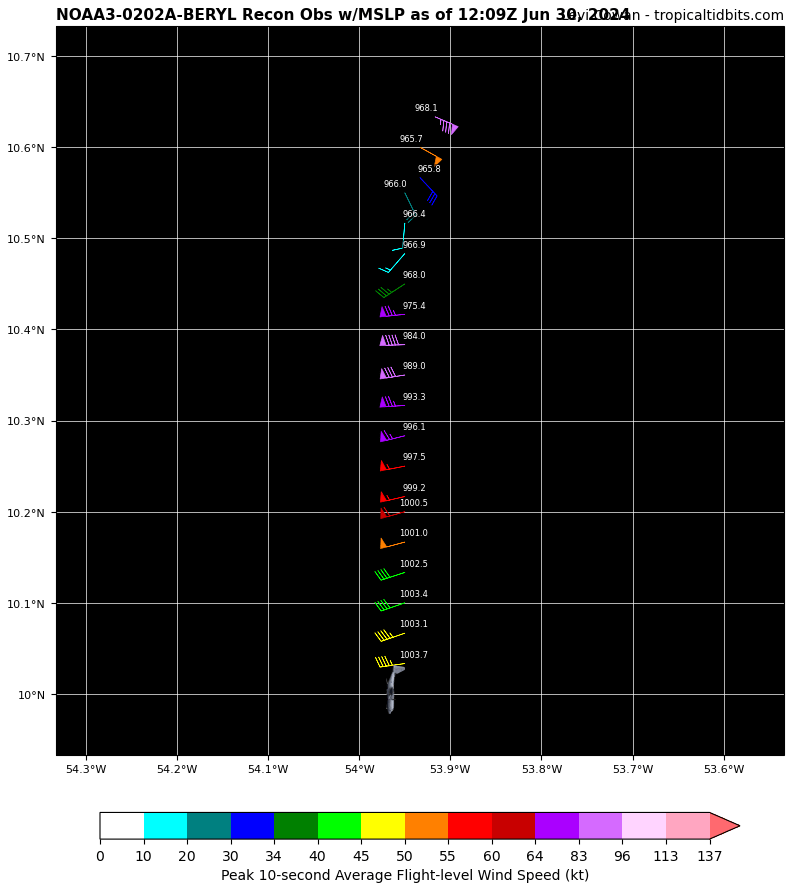 NOAA3-0202A-BERYL Recon Obs w/MSLP as of 12:09Z Jun 30, 2024
Levi Cowan - tropicaltidbits.com
10.7°N
968.1
965.7
10.6°N
965.8
966.0
966.4
10.5°N
966.9
968.0
975.4
10.4°N
984.0
989.0
993.3
10.3°N
996.1
997.5
999.2
1000.5
10.2°N
1001.0
1002.5
1003.4
10.1°N
1003.1
1003.7
10°N
54.3°W 54.2°W 54.1°W 54°W 53.9°W 53.8°W 53.7°W 53.6°W
0 10 20 30 34 40 45 50 55 60 64 83 96 113 137
Peak 10-second Average Flight-level Wind Speed (kt)